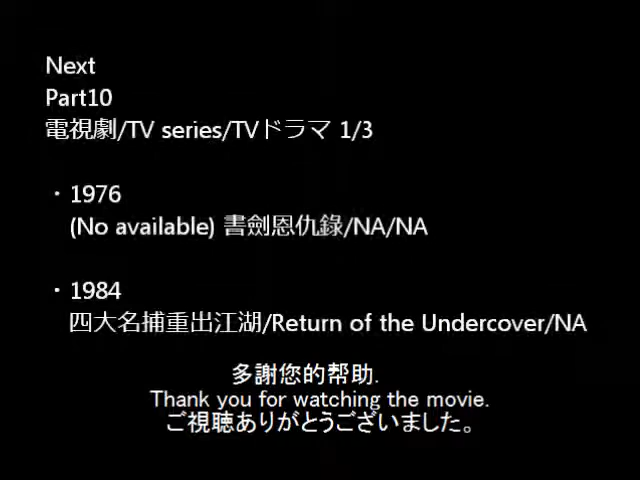 Next
Part10
電視劇/TV series/TVドラマ 1/3
・1976
(No available) 書劍恩仇錄/NA/NA
・1984
四大名捕重出江湖/Return of the Undercover/NA
多謝您的帮助.
Thank you for watching the movie.
ご視聴ありがとうございました。